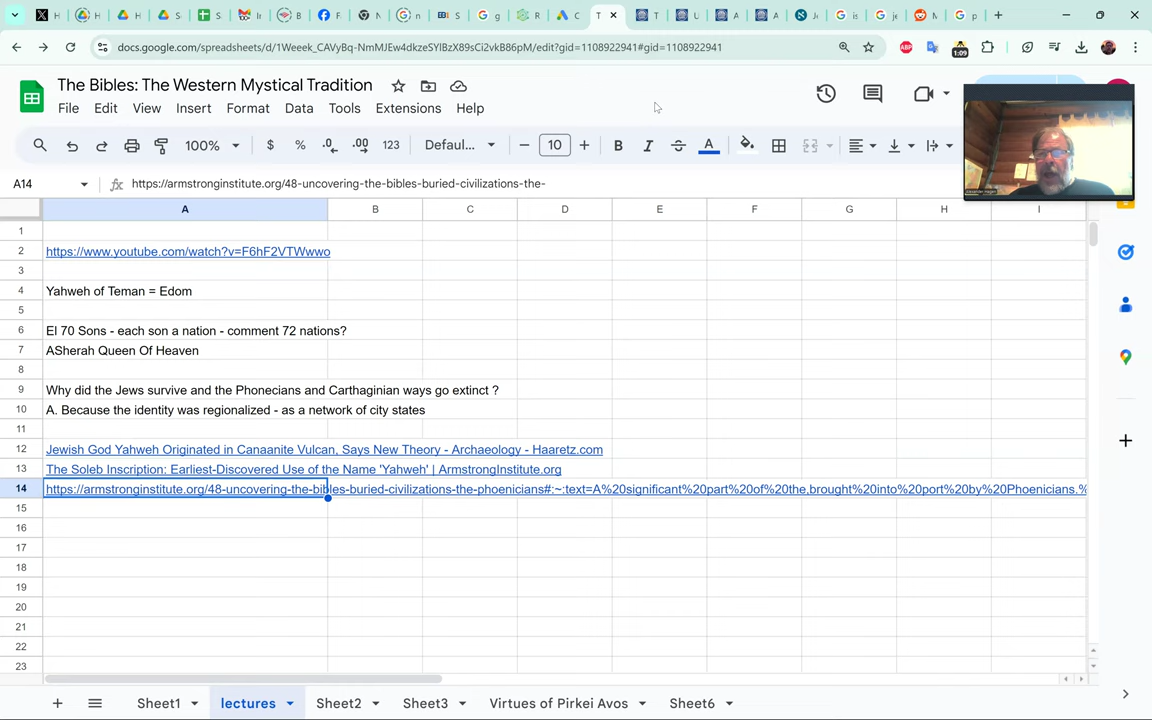 docs.google.com/spreadsheets/d/1Weeek_CAVyBq-NmMJEw4dkzeSYlBzX89sCi2vkB86pM/edit?gid=1108922941#gid=1108922941
ABP
1:09
The Bibles: The Western Mystical Tradition
File Edit View Insert Format Data Tools Extensions Help
100% $ % .0 .00 123 Defaul... 10 B I S A
A14 fx https://armstronginstitute.org/48-uncovering-the-bibles-buried-civilizations-the-
A B C D E F G H I
1
2 https://www.youtube.com/watch?v=F6hF2VTWwwo
3
4 Yahweh of Teman = Edom
5
6 El 70 Sons - each son a nation - comment 72 nations?
7 ASherah Queen Of Heaven
8
9 Why did the Jews survive and the Phonecians and Carthaginian ways go extinct ?
10 A. Because the identity was regionalized - as a network of city states
11
12 Jewish God Yahweh Originated in Canaanite Vulcan, Says New Theory - Archaeology - Haaretz.com
13 The Soleb Inscription: Earliest-Discovered Use of the Name 'Yahweh' | ArmstrongInstitute.org
14 https://armstronginstitute.org/48-uncovering-the-bibles-buried-civilizations-the-phoenicians#:~:text=A%20significant%20part%20of%20the,brought%20into%20port%20by%20Phoenicians.%
15
16
17
18
19
20
21
22
23
Sheet1 lectures Sheet2 Sheet3 Virtues of Pirkei Avos Sheet6